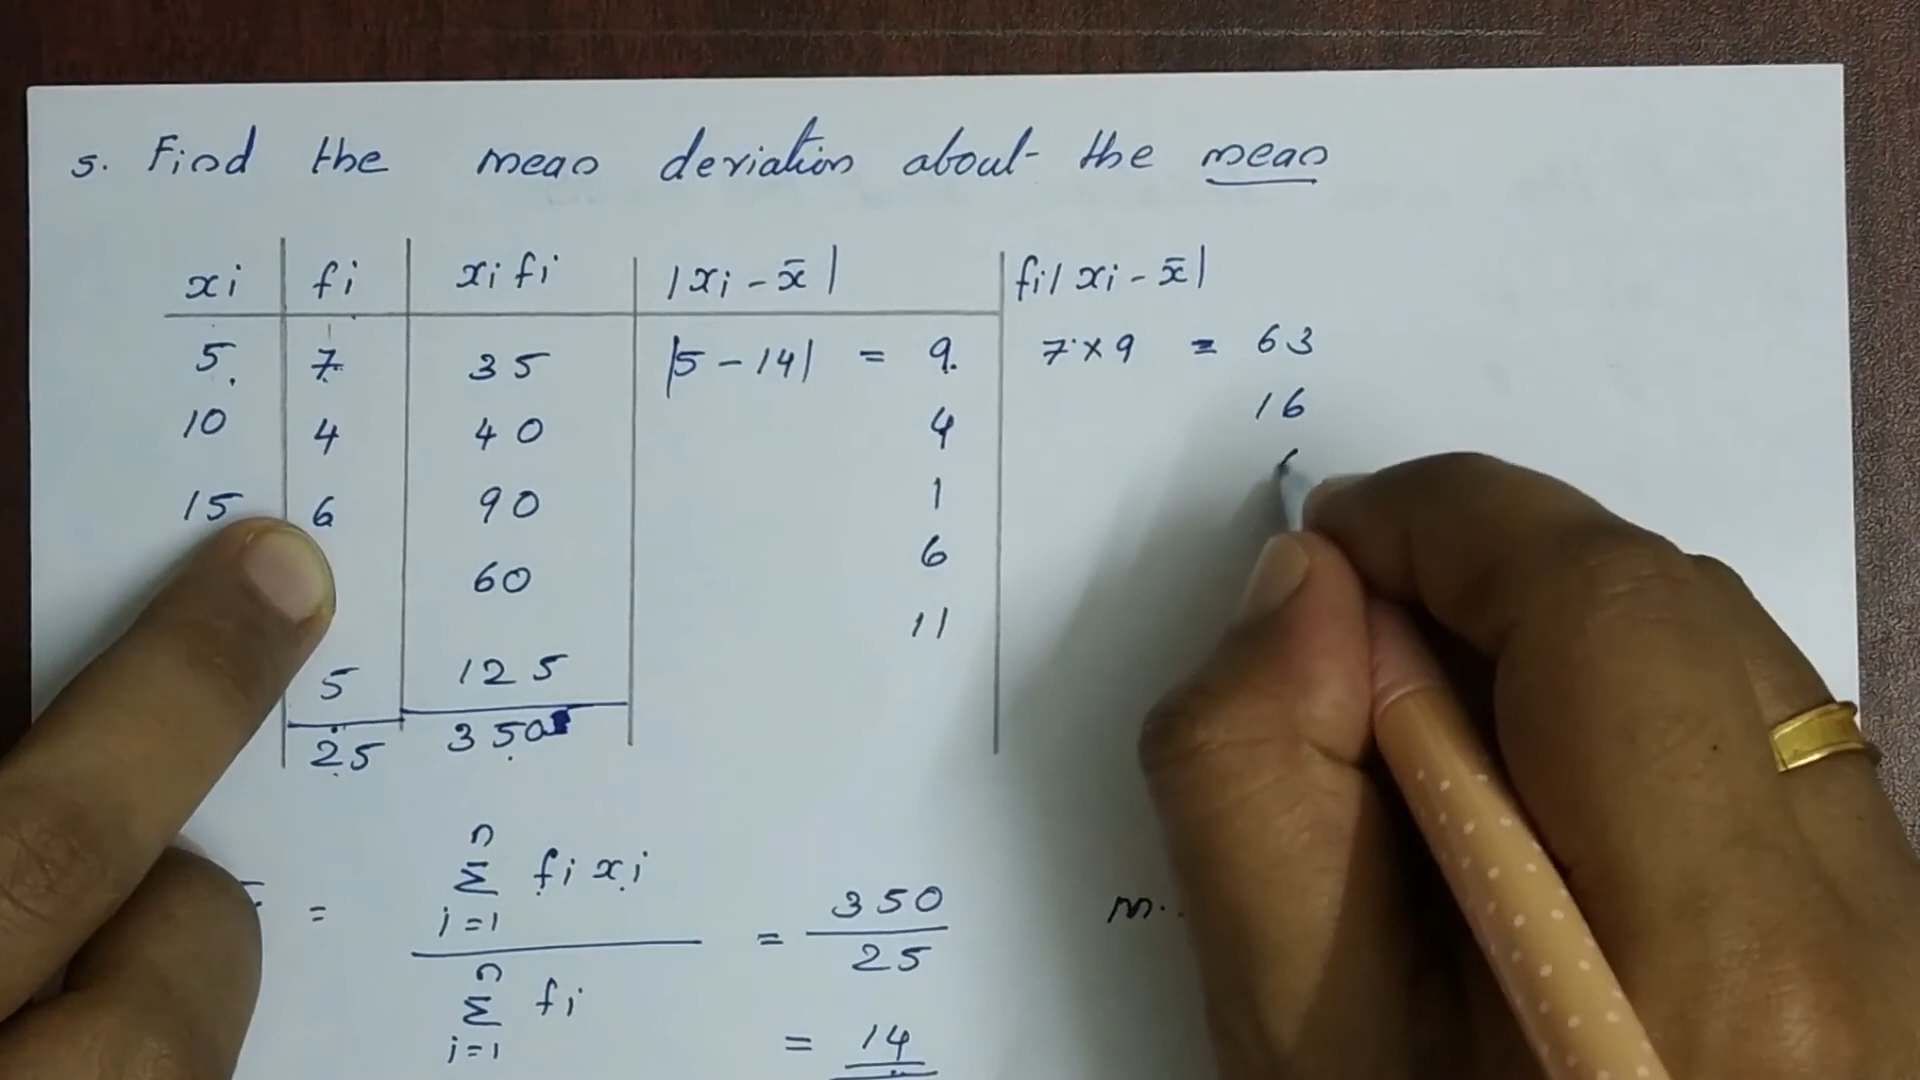 5. Find the mean deviation about the mean
xi fi xifi |xi - x̄| fi|xi - x̄|
5 7 35 |5 - 14| = 9 7 × 9 = 63
10 4 40 4 16
15 6 90 1
60 6
5 125 11
25 350
= n Σ i=1 fi xi / n Σ i=1 fi = 350 / 25
= 14
m.